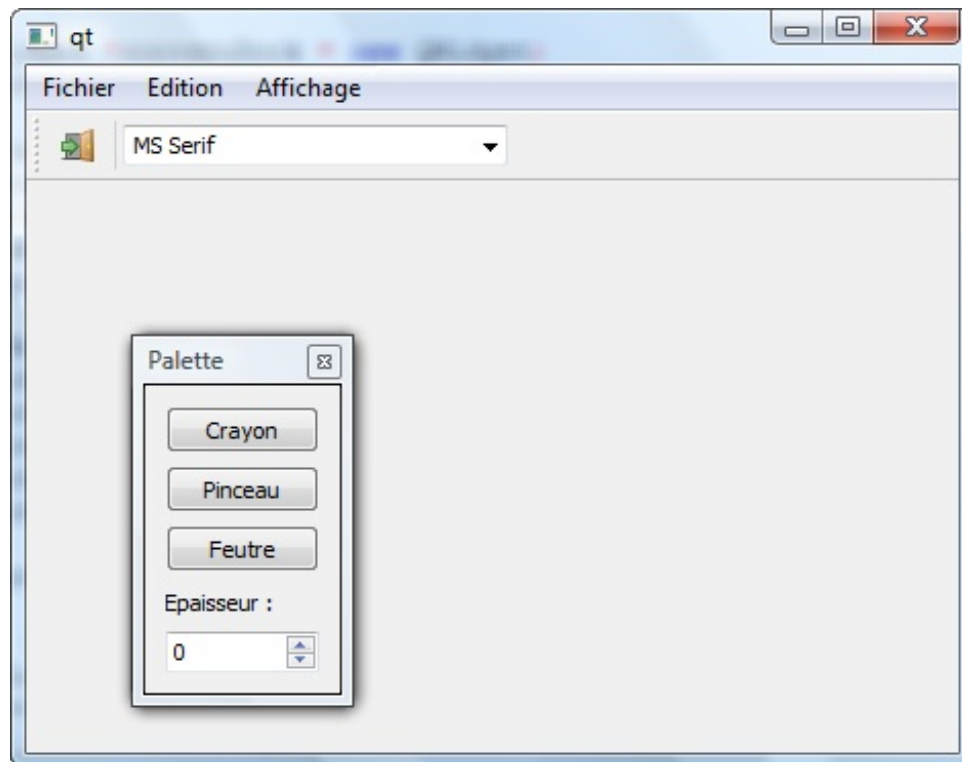 qt
Fichier Edition Affichage
MS Serif
Palette
Crayon
Pinceau
Feutre
Epaisseur :
0